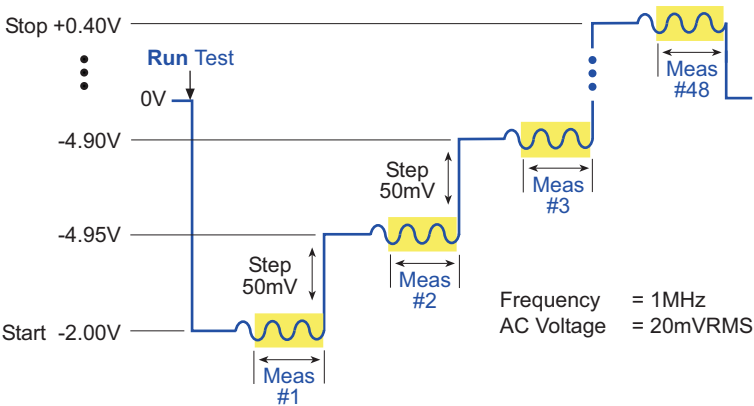 Stop +0.40V
Run Test
0V
Meas
#48
-4.90V
Step
50mV
Meas
#3
-4.95V
Step
50mV
Meas
#2
Frequency = 1MHz
AC Voltage = 20mVRMS
Start -2.00V
Meas
#1